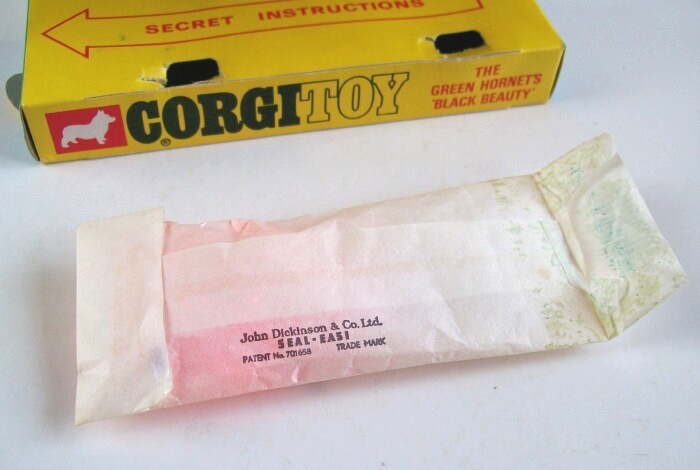 SECRET INSTRUCTIONS
CORGI TOY
®
THE
GREEN HORNET'S
'BLACK BEAUTY'
John Dickinson & Co. Ltd.
SEAL-EASI
PATENT No. 701658 TRADE MARK